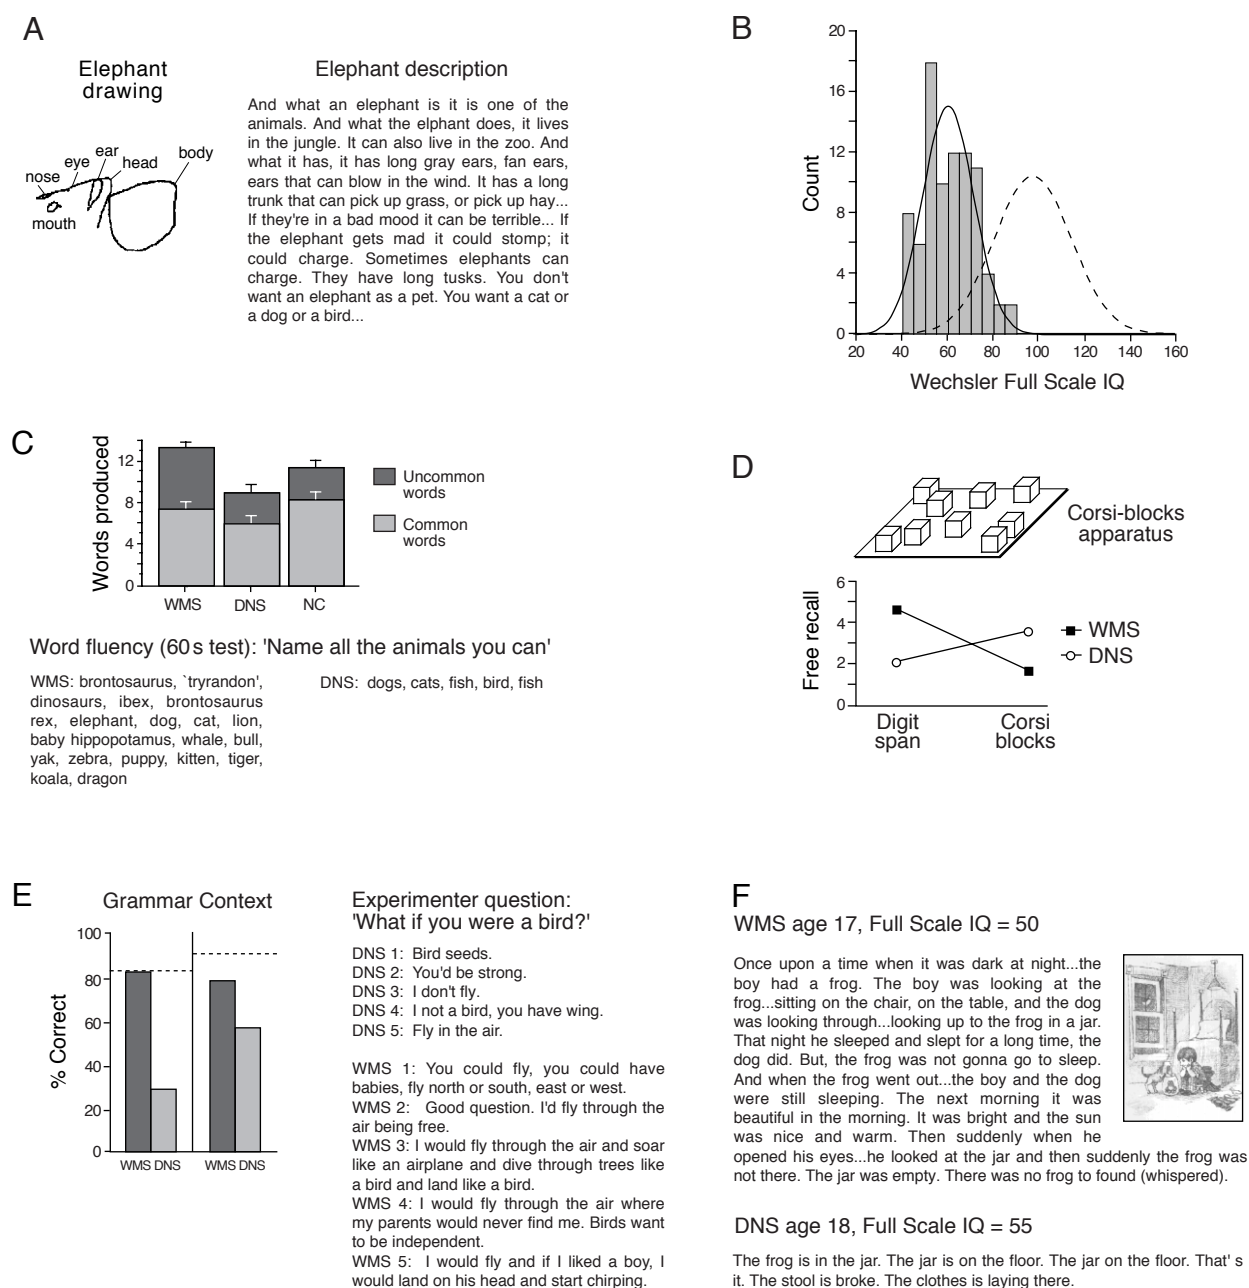 A
Elephant
drawing
nose
eye
ear
head
body
mouth
Elephant description
And what an elephant is it is one of the
animals. And what the elphant does, it lives
in the jungle. It can also live in the zoo. And
what it has, it has long gray ears, fan ears,
ears that can blow in the wind. It has a long
trunk that can pick up grass, or pick up hay...
If they're in a bad mood it can be terrible... If
the elephant gets mad it could stomp; it
could charge. Sometimes elephants can
charge. They have long tusks. You don't
want an elephant as a pet. You want a cat or
a dog or a bird...
B
Count
20
16
12
8
4
0
20 40 60 80 100 120 140 160
Wechsler Full Scale IQ
C
Words produced
12
8
4
0
WMS DNS NC
Uncommon
words
Common
words
Word fluency (60s test): 'Name all the animals you can'
WMS: brontosaurus, `tryrandon',
dinosaurs, ibex, brontosaurus
rex, elephant, dog, cat, lion,
baby hippopotamus, whale, bull,
yak, zebra, puppy, kitten, tiger,
koala, dragon
DNS: dogs, cats, fish, bird, fish
D
Corsi-blocks
apparatus
Free recall
6
4
2
0
Digit
span
Corsi
blocks
WMS
DNS
E
Grammar Context
% Correct
100
80
60
40
20
0
WMS DNS WMS DNS
Experimenter question:
'What if you were a bird?'
DNS 1: Bird seeds.
DNS 2: You'd be strong.
DNS 3: I don't fly.
DNS 4: I not a bird, you have wing.
DNS 5: Fly in the air.
WMS 1: You could fly, you could have
babies, fly north or south, east or west.
WMS 2: Good question. I'd fly through the
air being free.
WMS 3: I would fly through the air and soar
like an airplane and dive through trees like
a bird and land like a bird.
WMS 4: I would fly through the air where
my parents would never find me. Birds want
to be independent.
WMS 5: I would fly and if I liked a boy, I
would land on his head and start chirping.
F
WMS age 17, Full Scale IQ = 50
Once upon a time when it was dark at night...the
boy had a frog. The boy was looking at the
frog...sitting on the chair, on the table, and the dog
was looking through...looking up to the frog in a jar.
That night he sleeped and slept for a long time, the
dog did. But, the frog was not gonna go to sleep.
And when the frog went out...the boy and the dog
were still sleeping. The next morning it was
beautiful in the morning. It was bright and the sun
was nice and warm. Then suddenly when he
opened his eyes...he looked at the jar and then suddenly the frog was
not there. The jar was empty. There was no frog to found (whispered).
DNS age 18, Full Scale IQ = 55
The frog is in the jar. The jar is on the floor. The jar on the floor. That' s
it. The stool is broke. The clothes is laying there.